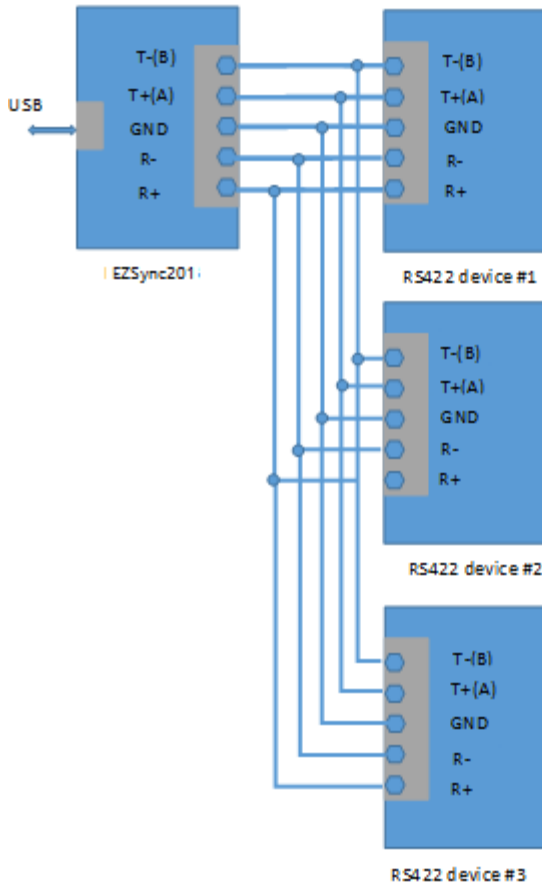 USB
T-(B)
T+(A)
GND
R-
R+
EZSync201
T-(B)
T+(A)
GND
R-
R+
RS422 device #1
T-(B)
T+(A)
GND
R-
R+
RS422 device #2
T-(B)
T+(A)
GND
R-
R+
RS422 device #3